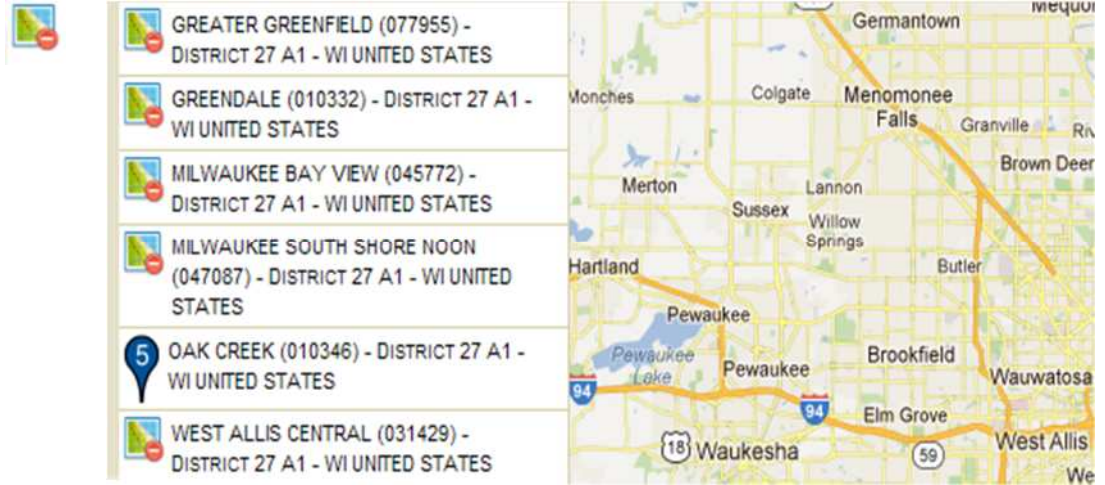 GREATER GREENFIELD (077955) -
DISTRICT 27 A1 - WI UNITED STATES
GREENDALE (010332) - DISTRICT 27 A1 -
WI UNITED STATES
MILWAUKEE BAY VIEW (045772) -
DISTRICT 27 A1 - WI UNITED STATES
MILWAUKEE SOUTH SHORE NOON
(047087) - DISTRICT 27 A1 - WI UNITED
STATES
5
OAK CREEK (010346) - DISTRICT 27 A1 -
WI UNITED STATES
WEST ALLIS CENTRAL (031429) -
DISTRICT 27 A1 - WI UNITED STATES
Germantown
Monches
Colgate
Menomonee
Falls
Granville
Brown Deer
Merton
Lannon
Sussex
Willow
Springs
Hartland
Butler
Pewaukee
Pewaukee
Lake
Pewaukee
Brookfield
Wauwatosa
94
94
Elm Grove
18
Waukesha
59
West Allis